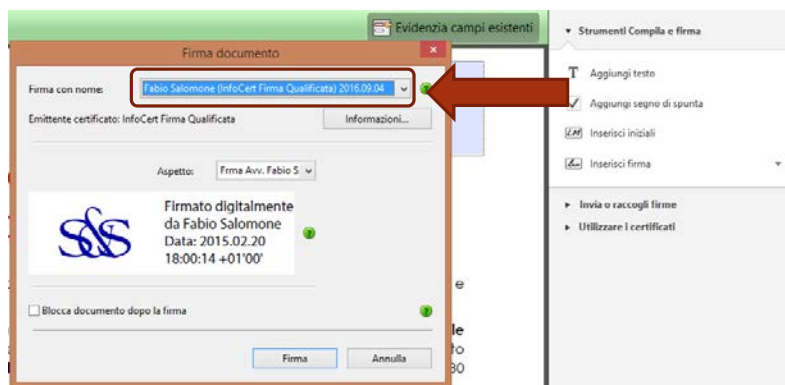 Evidenzia campi esistenti
Firma documento
Firma con nome:
Fabio Salomone (InfoCert Firma Qualificata) 2016.09.04
Emittente certificato: InfoCert Firma Qualificata
Informazioni...
Aspetto:
Frma Avv. Fabio S
S&S
Firmato digitalmente
da Fabio Salomone
Data: 2015.02.20
18:00:14 +01'00'
Blocca documento dopo la firma
Firma
Annulla
e
le
to
30
Strumenti Compila e firma
T Aggiungi testo
Aggiungi segno di spunta
Inserisci iniziali
Inserisci firma
Invia o raccogli firme
Utilizzare i certificati